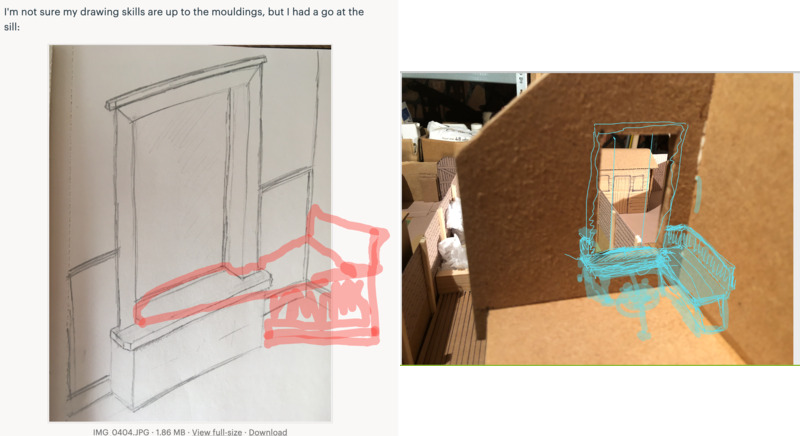 I'm not sure my drawing skills are up to the mouldings, but I had a go at the
sill:
IMG_0404.JPG · 1.86 MB · View full-size · Download